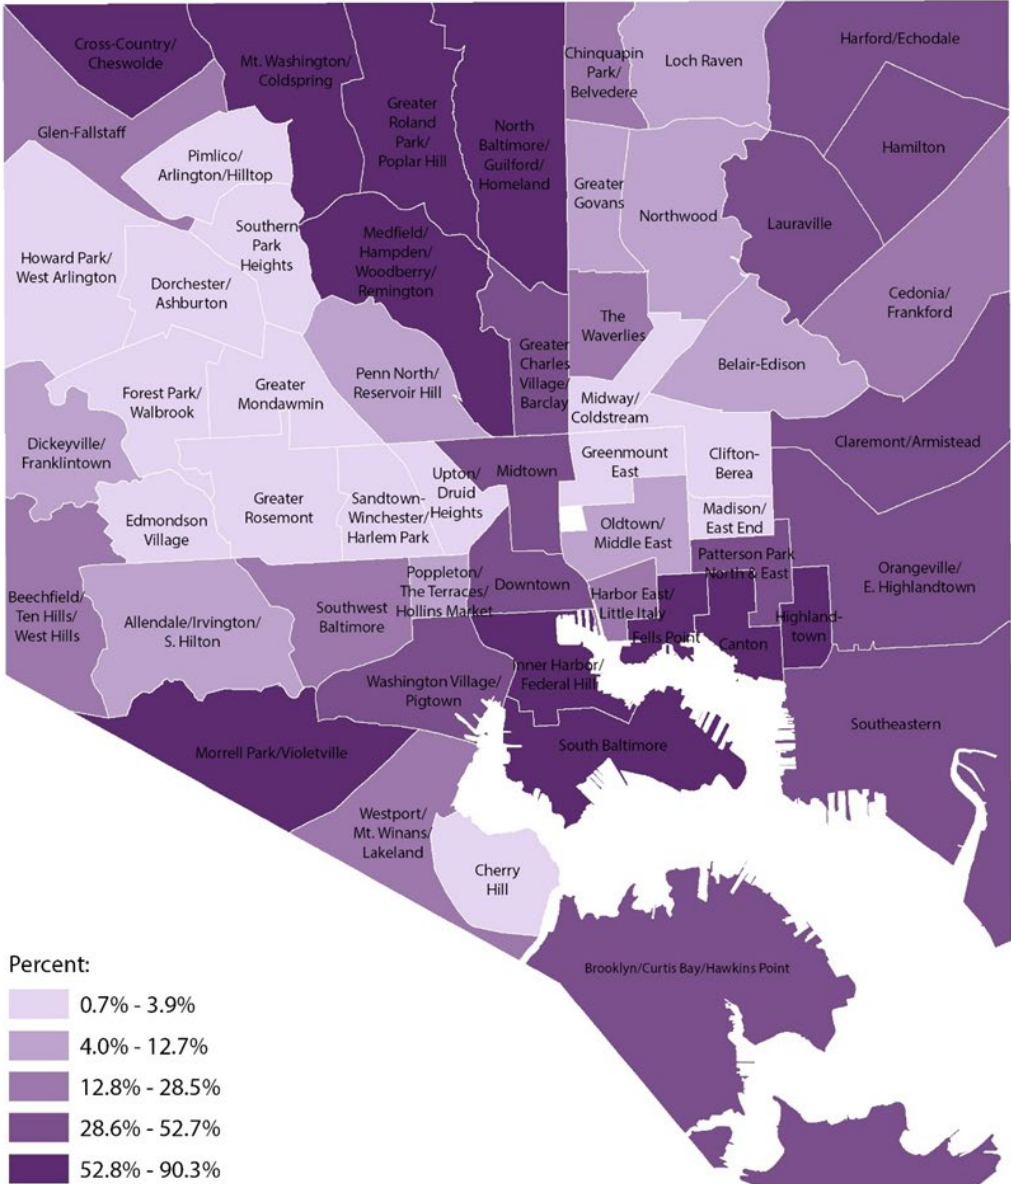 Cross-Country/
Cheswolde
Mt. Washington/
Coldspring
Greater
Roland
Park/
Poplar Hill
North
Baltimore/
Guilford/
Homeland
Chinquapin
Park/
Belvedere
Loch Raven
Harford/Echodale
Glen-Fallstaff
Pimlico/
Arlington/Hilltop
Hamilton
Greater
Govans
Northwood
Lauraville
Howard Park/
West Arlington
Southern
Park
Heights
Medfield/
Hampden/
Woodberry/
Remington
Dorchester/
Ashburton
Cedonia/
Frankford
The
Waverlies
Greater
Charles
Village/
Barclay
Belair-Edison
Forest Park/
Walbrook
Greater
Mondawmin
Penn North/
Reservoir Hill
Midway/
Coldstream
Dickeyville/
Franklintown
Claremont/Armistead
Greenmount
East
Clifton-
Berea
Upton/
Druid
Heights
Midtown
Edmondson
Village
Greater
Rosemont
Sandtown-
Winchester/
Harlem Park
Oldtown/
Middle East
Madison/
East End
Patterson Park
North & East
Orangeville/
E. Highlandtown
Beechfield/
Ten Hills/
West Hills
Allendale/Irvington/
S. Hilton
Southwest
Baltimore
Poppleton/
The Terraces/
Hollins Market
Downtown
Harbor East/
Little Italy
Fells Point
Canton
Highland-
town
Inner Harbor/
Federal Hill
Washington Village/
Pigtown
Southeastern
Morrell Park/Violetville
South Baltimore
Westport/
Mt. Winans/
Lakeland
Cherry
Hill
Brooklyn/Curtis Bay/Hawkins Point
Percent:
0.7% - 3.9%
4.0% - 12.7%
12.8% - 28.5%
28.6% - 52.7%
52.8% - 90.3%